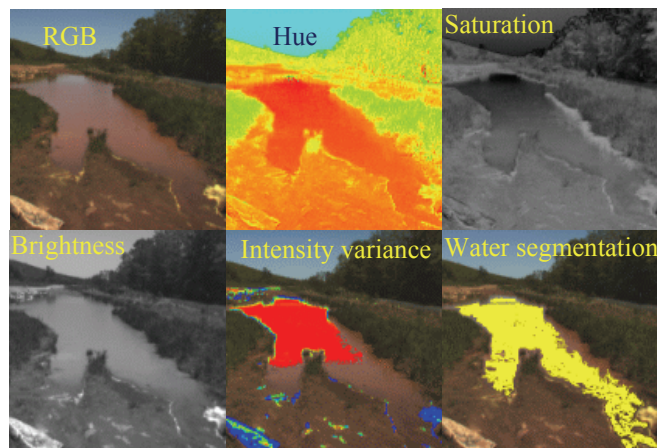 RGB
Hue
Saturation
Brightness
Intensity variance
Water segmentation